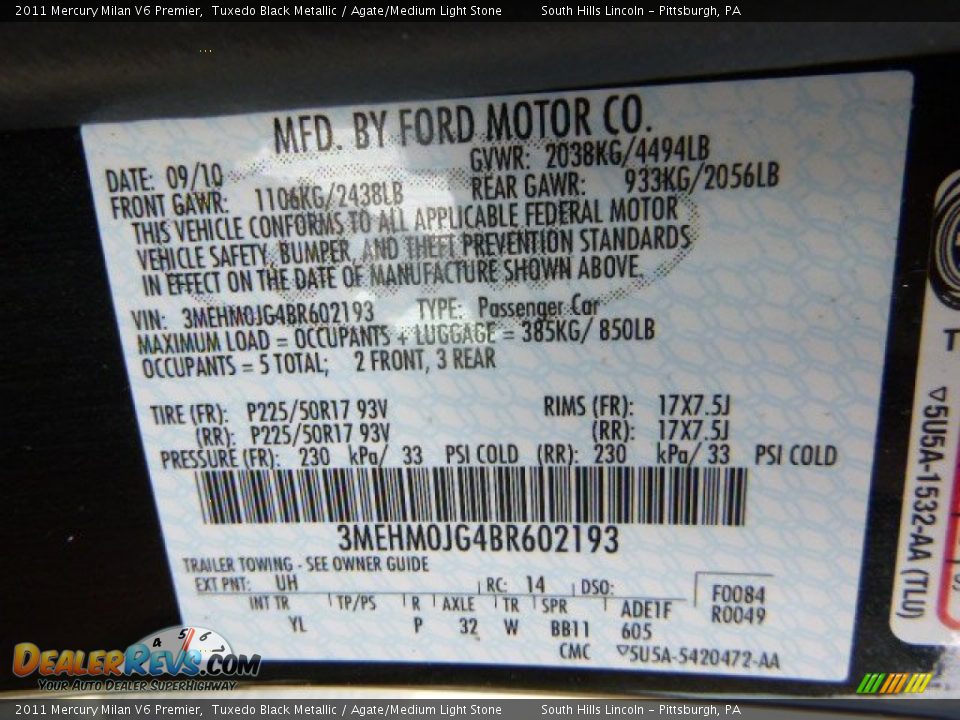 2011 Mercury Milan V6 Premier, Tuxedo Black Metallic / Agate/Medium Light Stone South Hills Lincoln - Pittsburgh, PA
MFD. BY FORD MOTOR CO.
DATE: 09/10 GVWR: 2038KG/4494LB
FRONT GAWR: 1106KG/2438LB REAR GAWR: 933KG/2056LB
THIS VEHICLE CONFORMS TO ALL APPLICABLE FEDERAL MOTOR
VEHICLE SAFETY, BUMPER, AND THEFT PREVENTION STANDARDS
IN EFFECT ON THE DATE OF MANUFACTURE SHOWN ABOVE.
VIN: 3MEHM0JG4BR602193 TYPE: Passenger Car
MAXIMUM LOAD = OCCUPANTS + LUGGAGE = 385KG/ 850LB
OCCUPANTS = 5 TOTAL; 2 FRONT, 3 REAR
TIRE (FR): P225/50R17 93V RIMS (FR): 17X7.5J
(RR): P225/50R17 93V (RR): 17X7.5J
PRESSURE (FR): 230 kPa/ 33 PSI COLD (RR): 230 kPa/ 33 PSI COLD
3MEHM0JG4BR602193
TRAILER TOWING - SEE OWNER GUIDE
EXT PNT: UH RC: 14 DSO: F0084
INT TR TP/PS R AXLE TR SPR ADE1F R0049
YL P 32 W BB11 605
CMC ▽5U5A-5420472-AA
▽5U5A-1532-AA (TLU)
T
4 5 6
DEALERREVS.COM
Your Auto Dealer SuperHighway
2011 Mercury Milan V6 Premier, Tuxedo Black Metallic / Agate/Medium Light Stone South Hills Lincoln - Pittsburgh, PA